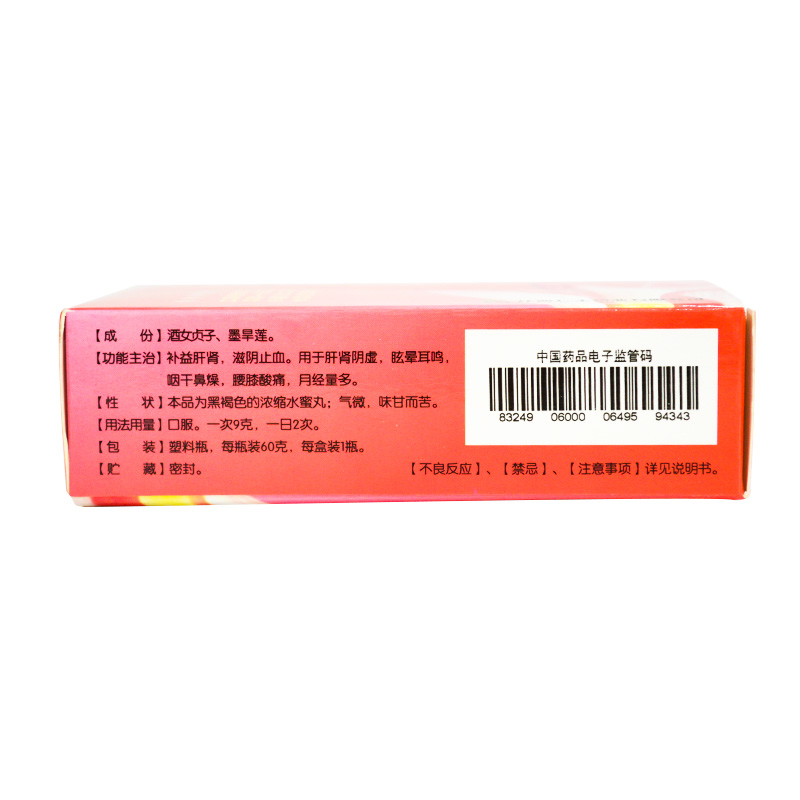 【成 份】酒女贞子、墨旱莲。
【功能主治】补益肝肾，滋阴止血。用于肝肾阴虚，眩晕耳鸣，
咽干鼻燥，腰膝酸痛，月经量多。
【性 状】本品为黑褐色的浓缩水蜜丸；气微，味甘而苦。
【用法用量】口服。一次9克，一日2次。
【包 装】塑料瓶，每瓶装60克，每盒装1瓶。
【贮 藏】密封。
【不良反应】、【禁忌】、【注意事项】详见说明书。
中国药品电子监管码
83249 06000 06495 94343